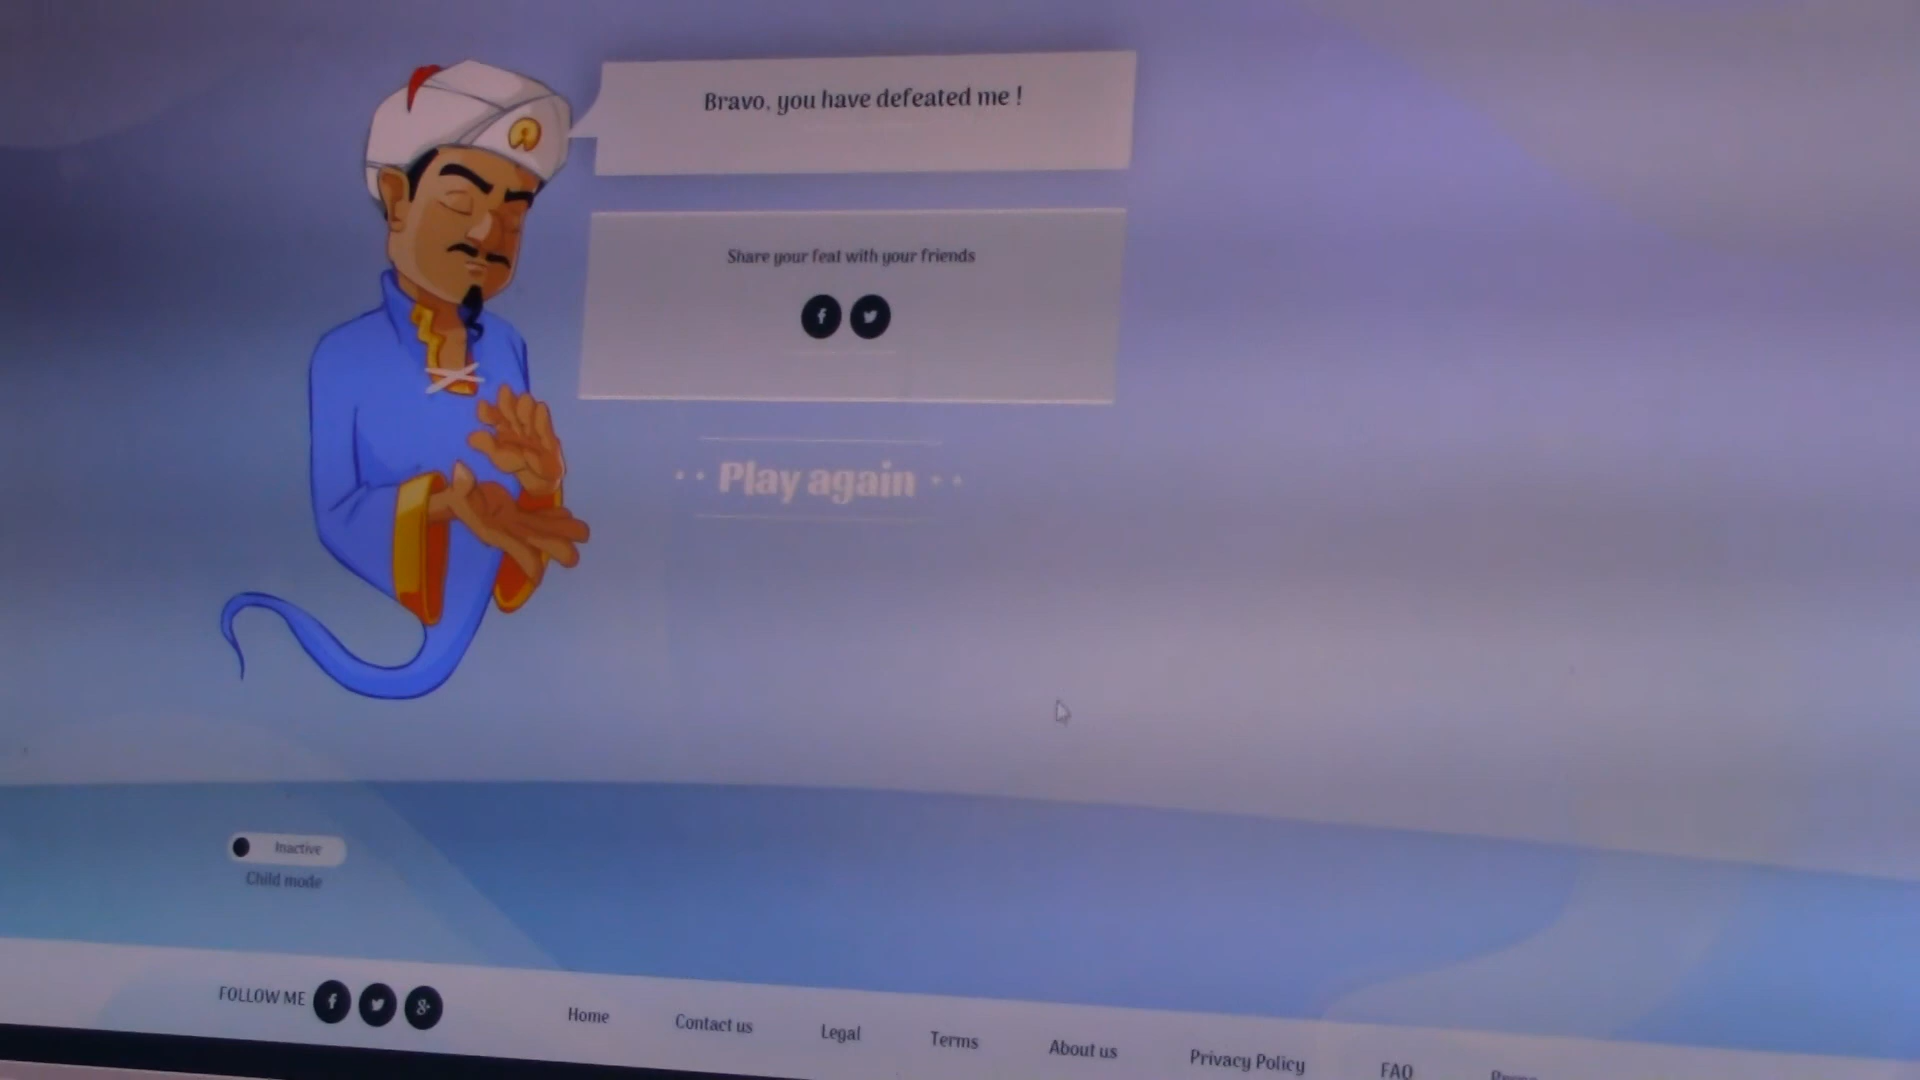 Bravo, you have defeated me !
Share your feat with your friends
Play again
Inactive
Child mode
FOLLOW ME
Home
Contact us
Legal
Terms
About us
Privacy Policy
FAQ